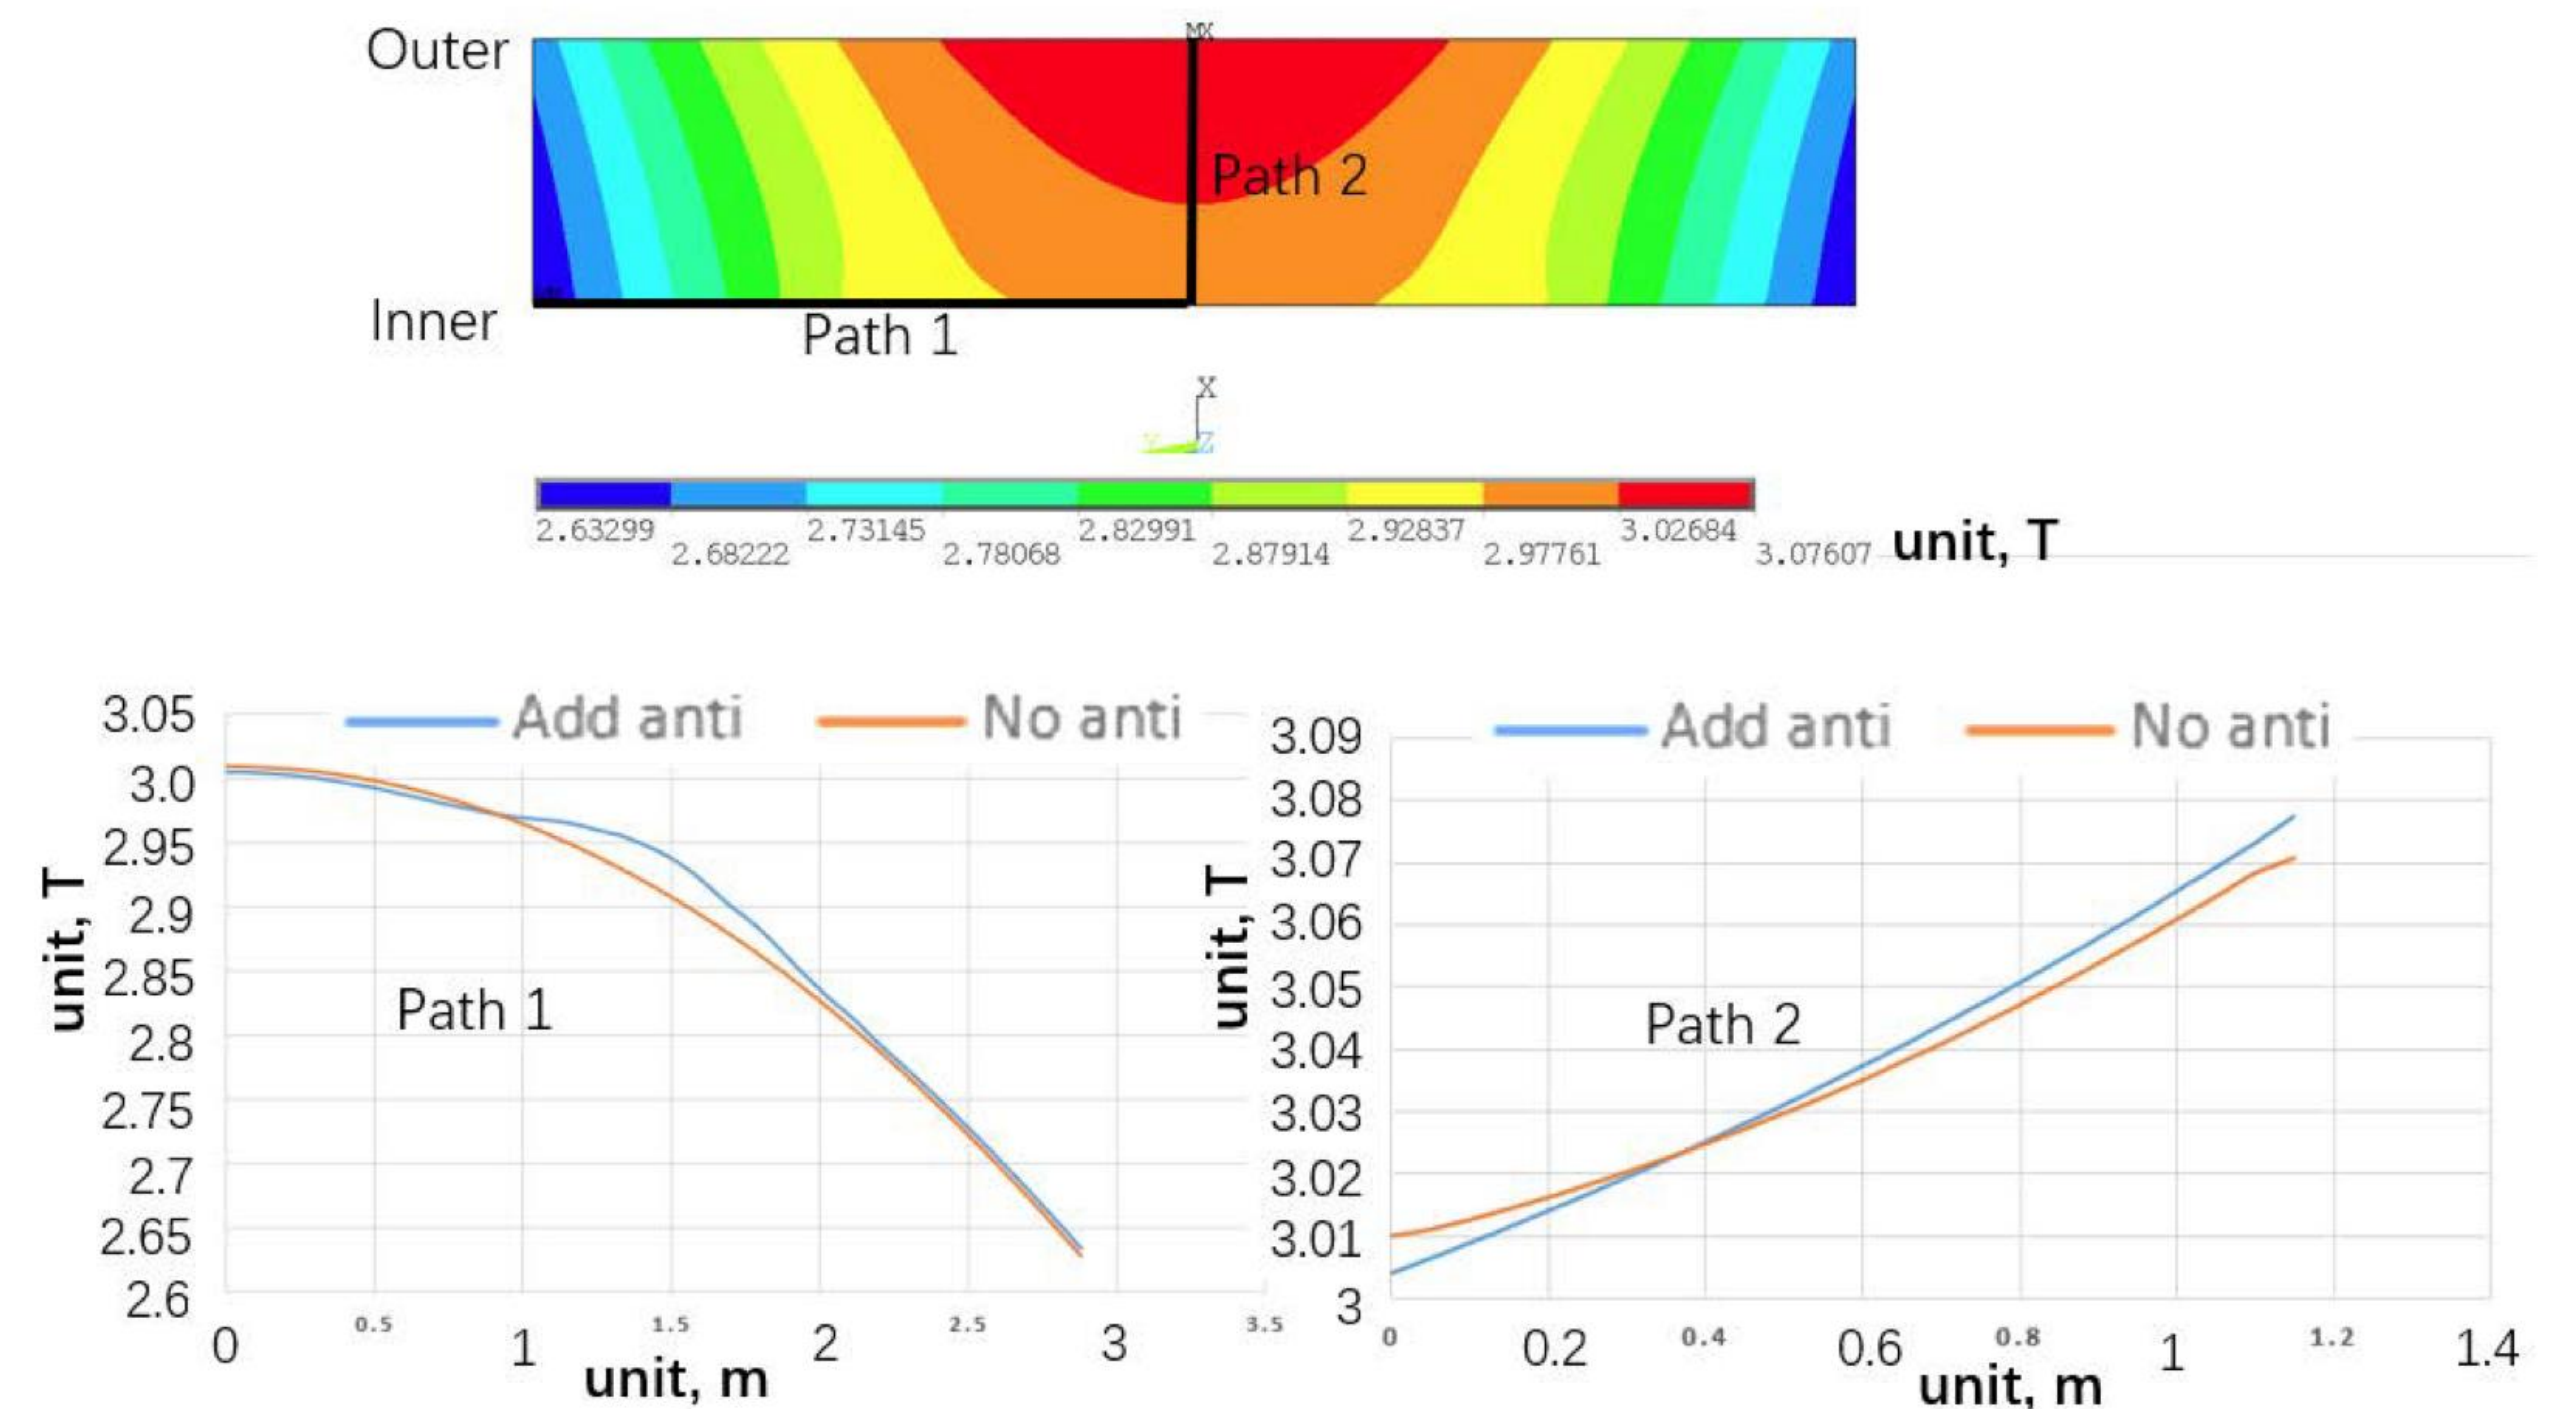 Outer
MX
Path 2
Inner
Path 1
X
Y Z
2.63299 2.73145 2.82991 2.92837 3.02684
2.68222 2.78068 2.87914 2.97761 3.07607
unit, T
Add anti No anti
3.05
3.0
2.95
2.9
2.85
2.8
2.75
2.7
2.65
2.6
unit, T
Path 1
0 0.5 1 1.5 2 2.5 3 3.5
unit, m
Add anti No anti
3.09
3.08
3.07
3.06
3.05
3.04
3.03
3.02
3.01
3
unit, T
Path 2
0 0.2 0.4 0.6 0.8 1 1.2 1.4
unit, m